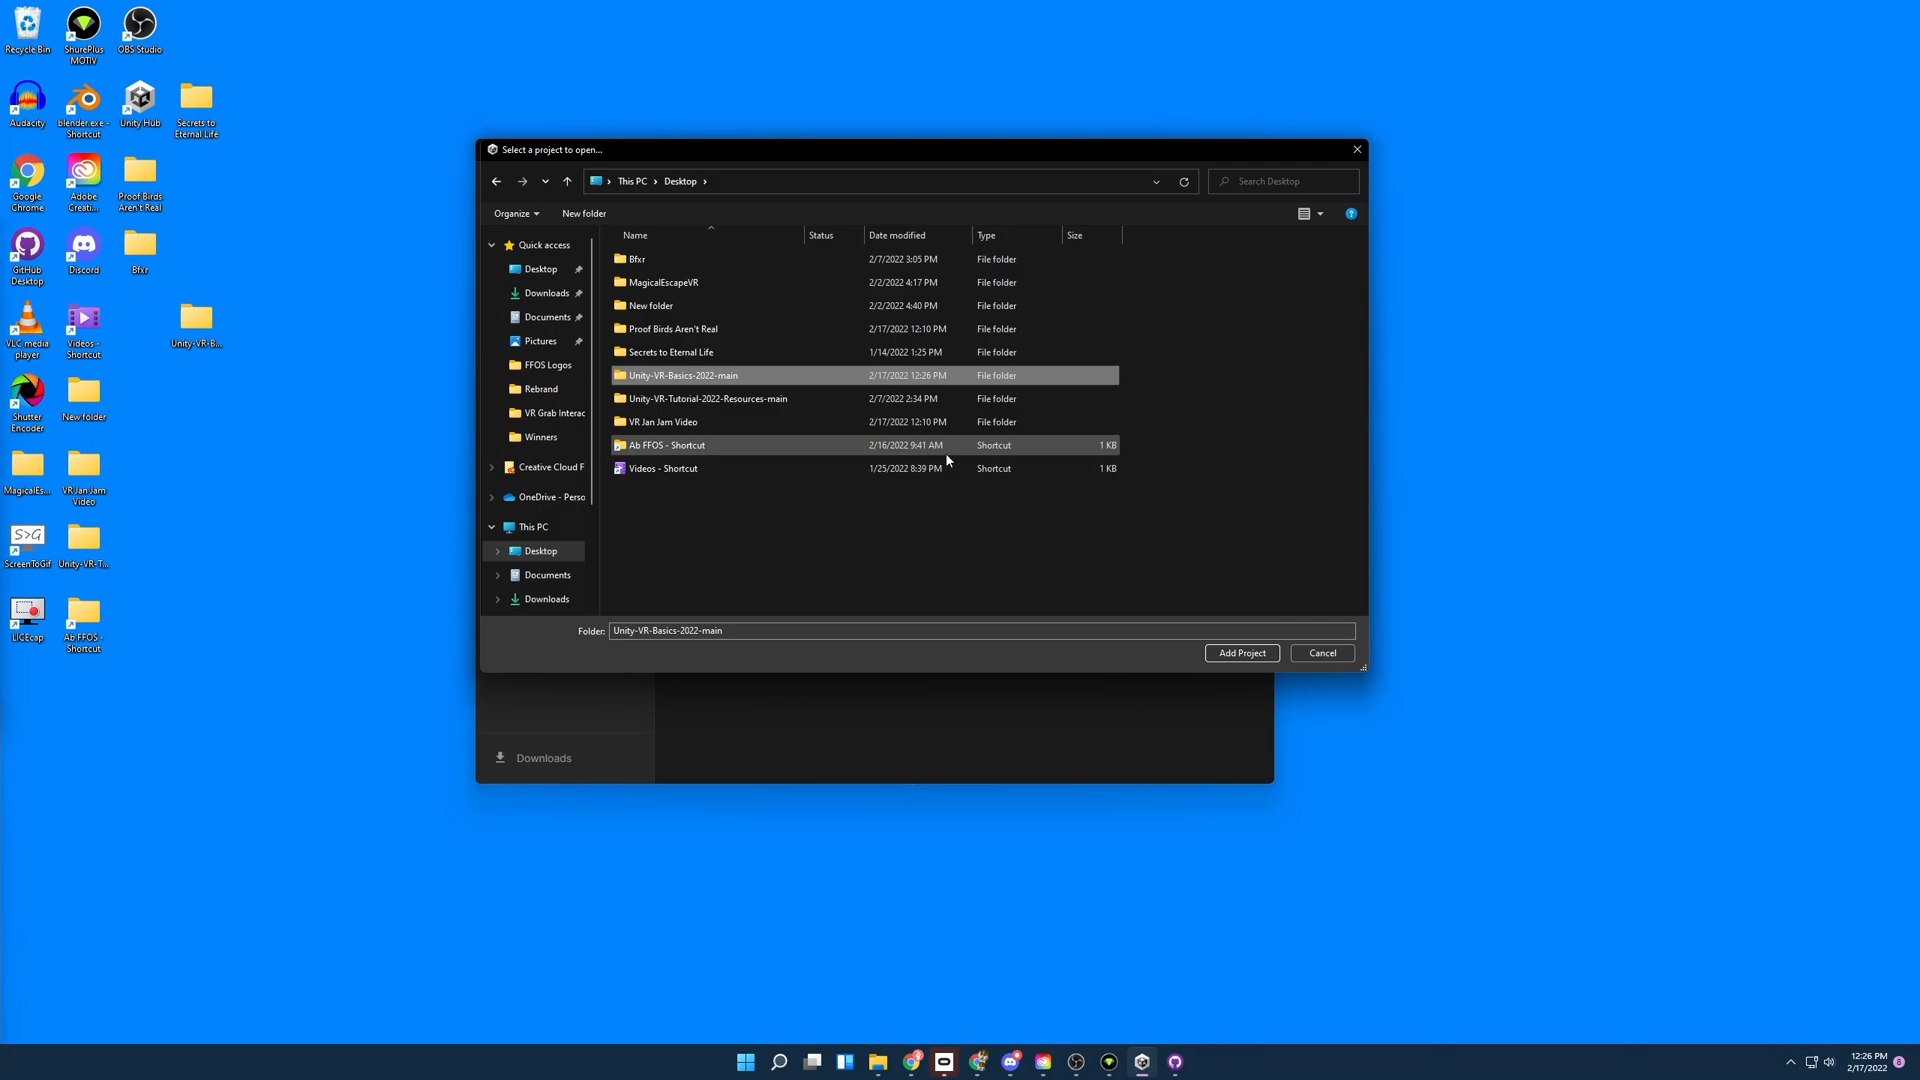 Recycle Bin
ShurePlus
MOTIV
OBS Studio
Audacity
blender.exe -
Shortcut
Unity Hub
Secrets to
Eternal Life
Google
Chrome
Adobe
Creati...
Proof Birds
Aren't Real
GitHub
Desktop
Discord
Bfxr
VLC media
player
Videos -
Shortcut
Unity-VR-B...
Shutter
Encoder
New folder
MagicalEs...
VR Jan Jam
Video
S>G
ScreenToGif
Unity-VR-T...
LICEcap
Ab FFOS -
Shortcut
Select a project to open...
This PC > Desktop >
Search Desktop
Organize
New folder
Name Status Date modified Type Size
Quick access
Desktop
Downloads
Documents
Pictures
FFOS Logos
Rebrand
VR Grab Interac
Winners
Creative Cloud F
OneDrive - Perso
This PC
Desktop
Documents
Downloads
Bfxr 2/7/2022 3:05 PM File folder
MagicalEscapeVR 2/2/2022 4:17 PM File folder
New folder 2/2/2022 4:40 PM File folder
Proof Birds Aren't Real 2/17/2022 12:10 PM File folder
Secrets to Eternal Life 1/14/2022 1:25 PM File folder
Unity-VR-Basics-2022-main 2/17/2022 12:26 PM File folder
Unity-VR-Tutorial-2022-Resources-main 2/7/2022 2:34 PM File folder
VR Jan Jam Video 2/17/2022 12:10 PM File folder
Ab FFOS - Shortcut 2/16/2022 9:41 AM Shortcut 1 KB
Videos - Shortcut 1/25/2022 8:39 PM Shortcut 1 KB
Folder: Unity-VR-Basics-2022-main
Add Project
Cancel
Downloads
12:26 PM
2/17/2022
8